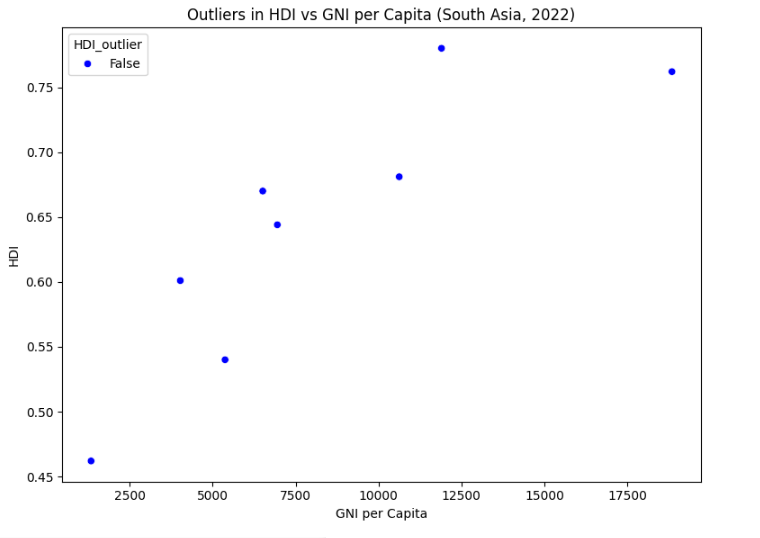 Outliers in HDI vs GNI per Capita (South Asia, 2022)
HDI_outlier
False
0.75
0.70
0.65
0.60
0.55
0.50
0.45
HDI
2500 5000 7500 10000 12500 15000 17500
GNI per Capita